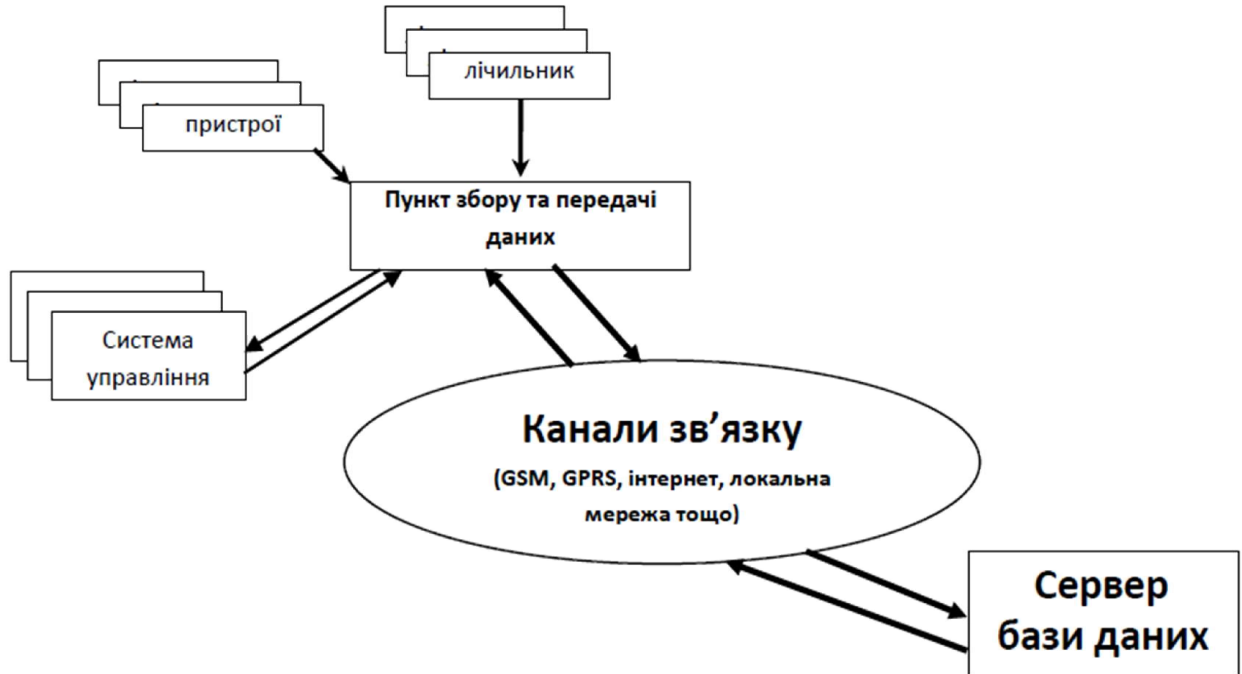 лічильник
пристрої
Пункт збору та передачі
даних
Система
управління
Канали зв’язку
(GSM, GPRS, інтернет, локальна
мережа тощо)
Сервер
бази даних